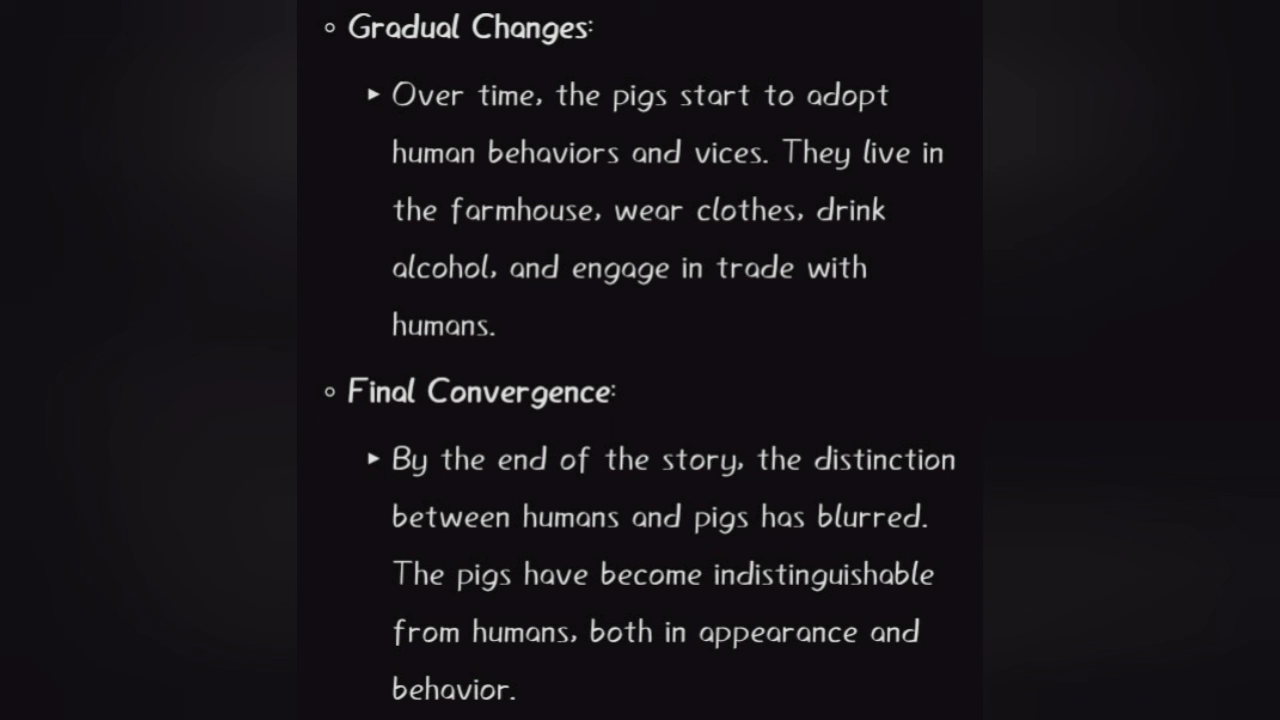 ◦ Gradual Changes:
▸ Over time, the pigs start to adopt
human behaviors and vices. They live in
the farmhouse, wear clothes, drink
alcohol, and engage in trade with
humans.
◦ Final Convergence:
▸ By the end of the story, the distinction
between humans and pigs has blurred.
The pigs have become indistinguishable
from humans, both in appearance and
behavior.